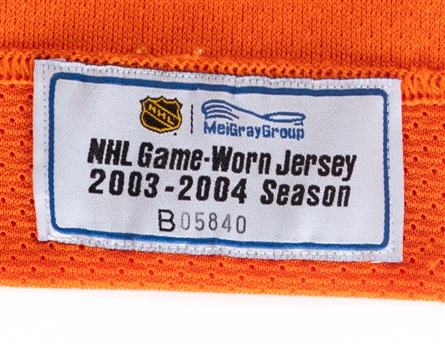 NHL MeiGrayGroup
NHL Game-Worn Jersey
2003-2004 Season
B05840